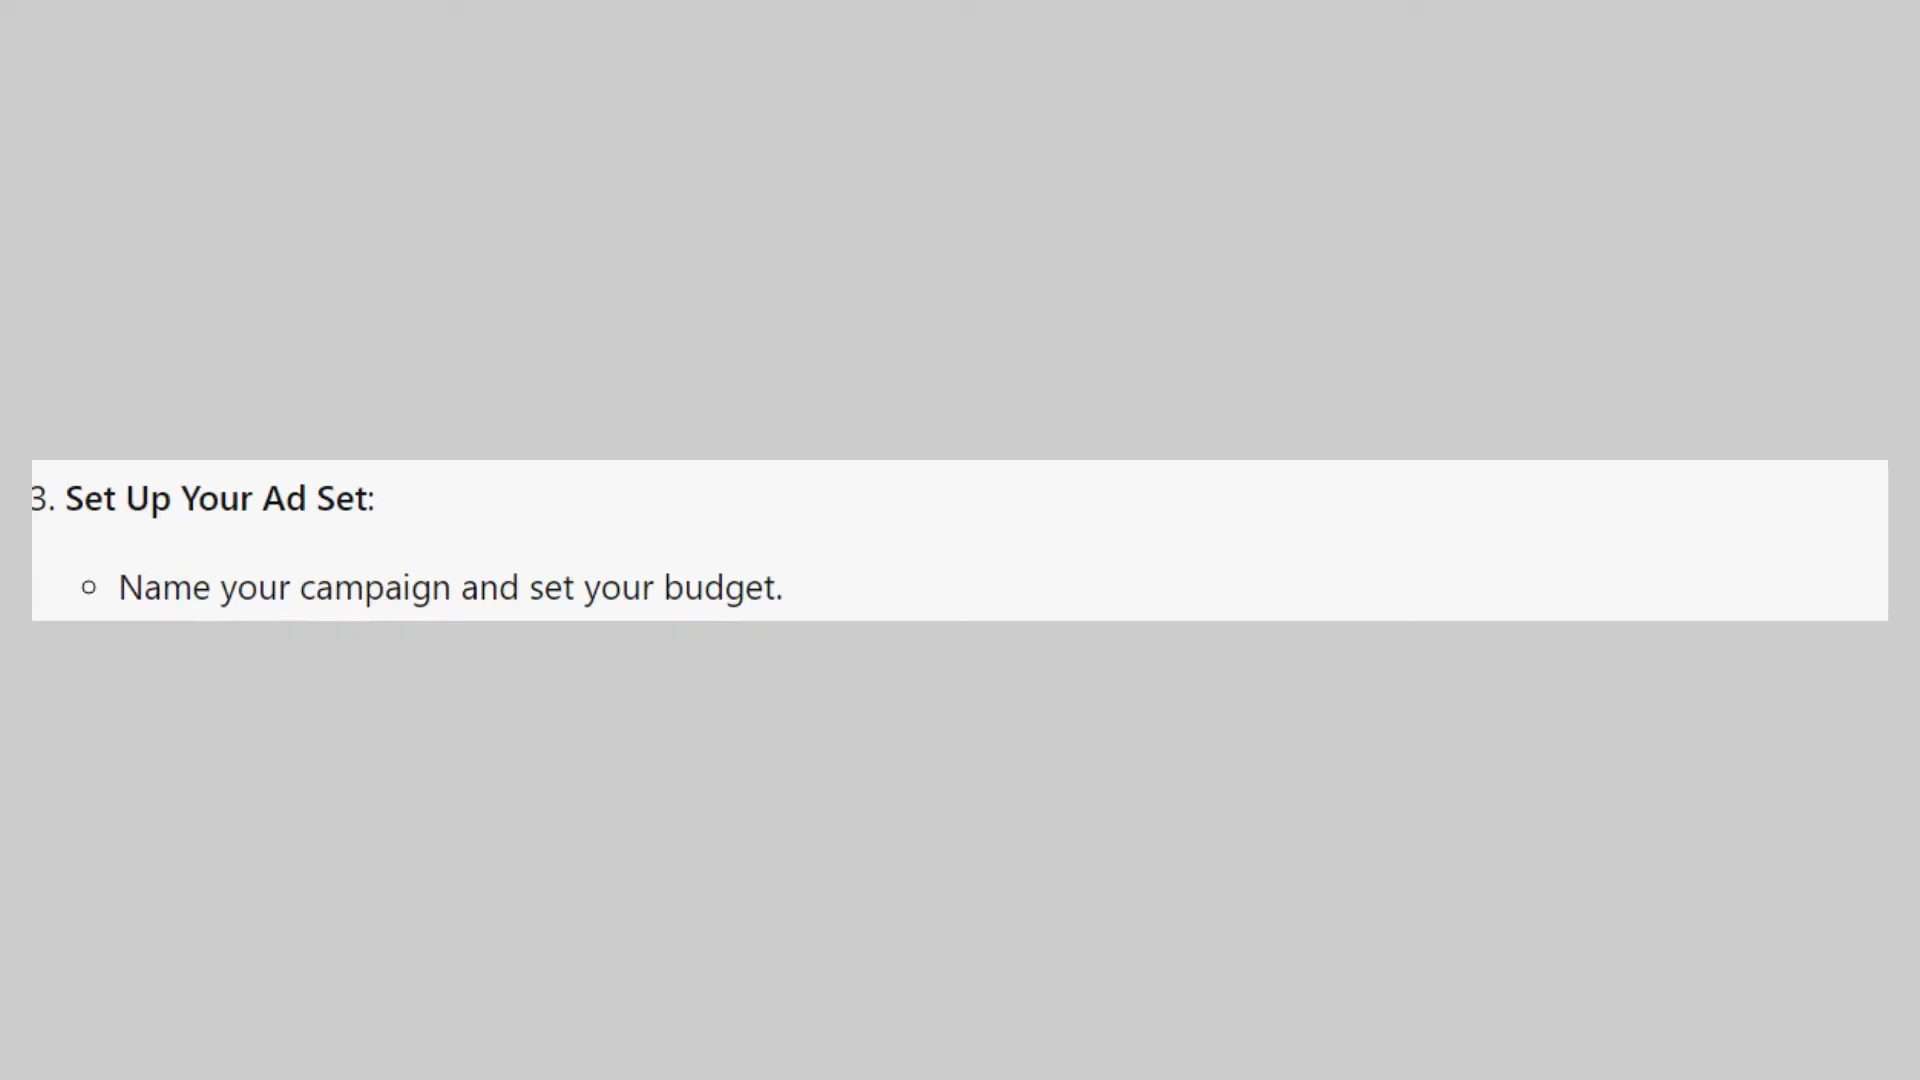 3. Set Up Your Ad Set:
○ Name your campaign and set your budget.